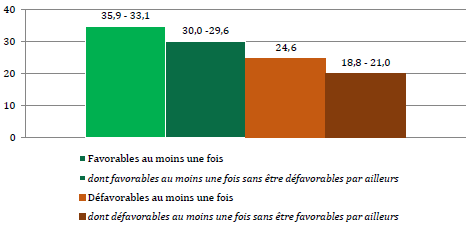 40
35,9 - 33,1
30,0 -29,6
30
24,6
18,8 - 21,0
20
10
0
Favorables au moins une fois
dont favorables au moins une fois sans être défavorables par ailleurs
Défavorables au moins une fois
dont défavorables au moins une fois sans être favorables par ailleurs